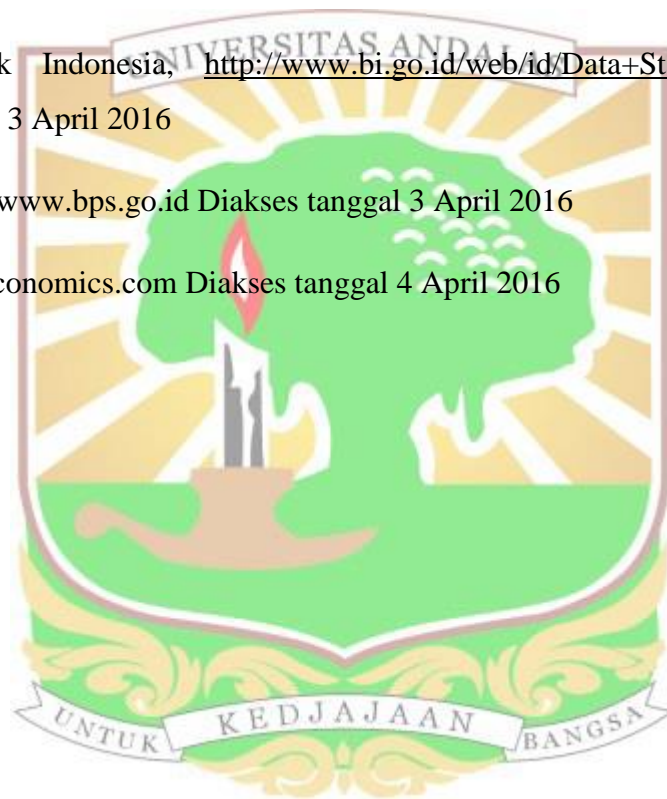 UNIVERSITAS ANDALAS
k Indonesia, http://www.bi.go.id/web/id/Data+St
3 April 2016
www.bps.go.id Diakses tanggal 3 April 2016
conomics.com Diakses tanggal 4 April 2016
UNTUK KEDJAJAAN BANGSA